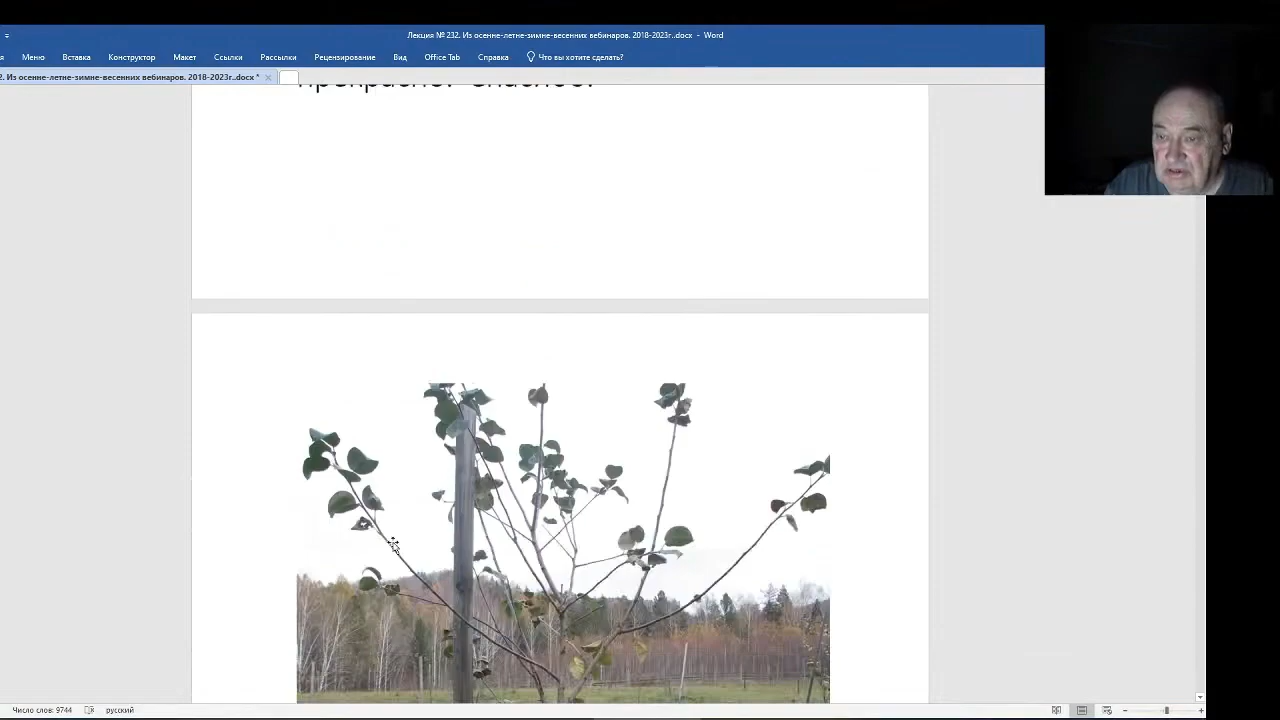 Лекция № 232. Из осенне-летне-зимне-весенних вебинаров. 2018-2023г..docx - Word
Меню Вставка Конструктор Макет Ссылки Рассылки Рецензирование Вид Office Tab Справка Что вы хотите сделать?
2. Из осенне-летне-зимне-весенних вебинаров. 2018-2023г..docx *
прекрасно! Спасибо!
Число слов: 9744 русский